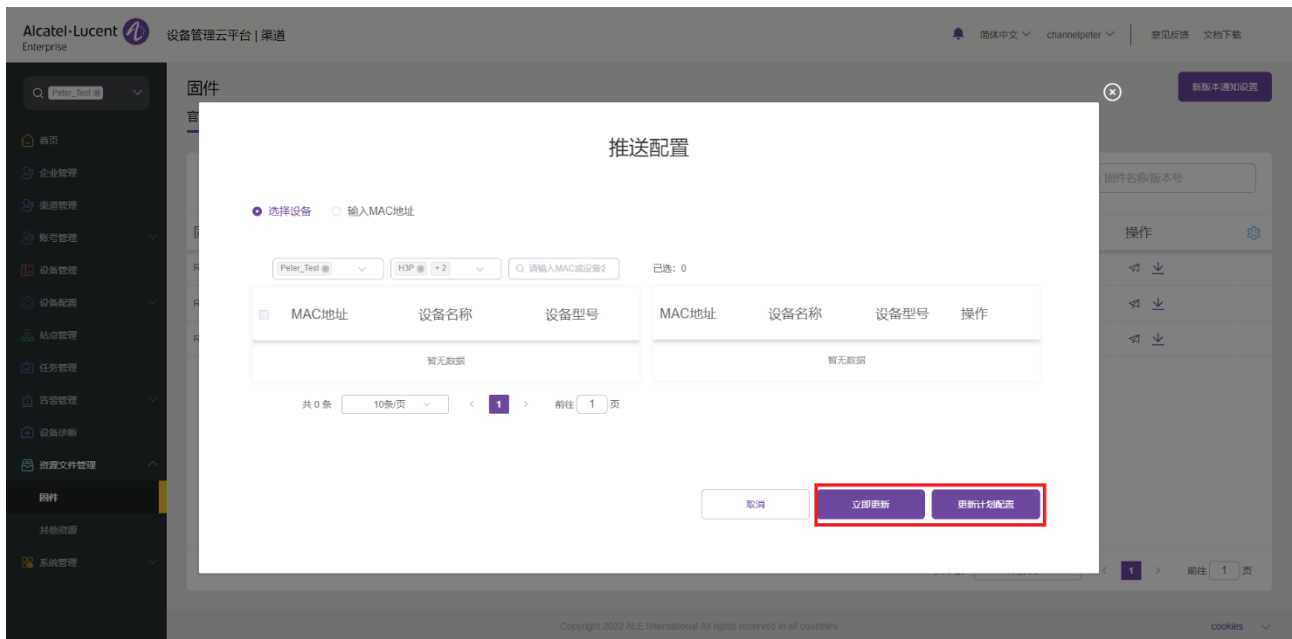 Alcatel·Lucent
Enterprise
设备管理云平台 | 渠道
简体中文
channelpeter
意见反馈
文档下载
Peter_Test
首页
企业管理
渠道管理
账号管理
设备管理
设备配置
站点管理
任务管理
告警管理
设备诊断
资源文件管理
固件
其他资源
系统管理
固件
新版本通知设置
官
固件名称/版本号
操作
推送配置
选择设备
输入MAC地址
Peter_Test
H3P
+ 2
请输入MAC或设备名
已选: 0
MAC地址
设备名称
设备型号
MAC地址
设备名称
设备型号
操作
暂无数据
暂无数据
共 0 条
10条/页
1
前往
1
页
取消
立即更新
更新计划配置
1
前往
1
页
Copyright 2022 ALE International,All rights reserved in all countries
cookies